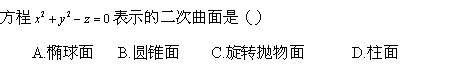 方程 x² + y² − z = 0 表示的二次曲面是（）
A.椭球面 B.圆锥面 C.旋转抛物面 D.柱面